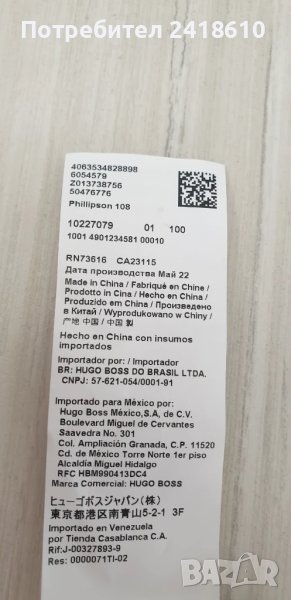 Потребител 2418610
4063534828898
6054579
Z013738756
50476776
Phillipson 108
10227079 01 100
1001 4901234581 00010
RN73616 CA23115
Дата производства Май 22
Made in China / Fabriqué en Chine /
Prodotto in Cina / Hecho en China /
Produzido em China / Произведено
в Китай / Wyprodukowano w Chiny /
产地 中国 / 中国 製
Hecho en China con insumos
importados
Importador por: / Importador
BR: HUGO BOSS DO BRASIL LTDA.
CNPJ: 57-621-054/0001-91
Importado para México por:
Hugo Boss México,S.A, de C.V.
Boulevard Miguel de Cervantes
Saavedra No. 301
Col. Ampliación Granada, C.P. 11520
Cd. de México Torre Norte 1er piso
Alcaldía Miguel Hidalgo
RFC HBM990413DC4
Marca Comercial: HUGO BOSS
ヒューゴボスジャパン(株)
東京都港区南青山5-2-1 3F
Importado en Venezuela
por Tienda Casablanca C.A.
Rif:J-00327893-9
Res: 0000071TI-02
BAZAR